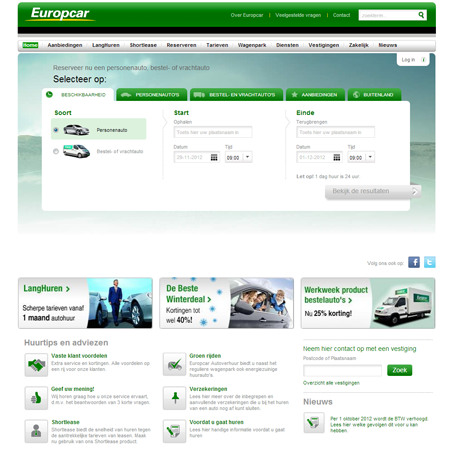 Europcar
Over Europcar | Veelgestelde vragen | Contact
Home Aanbiedingen LangHuren Shortlease Reserveren Tarieven Wagenpark Diensten Vestigingen Zakelijk Nieuws
Log in
Reserveer nu een personenauto, bestel- of vrachtauto
Selecteer op:
BESCHIKBAARHEID PERSONENAUTO'S BESTEL- EN VRACHTAUTO'S AANBIEDINGEN BUITENLAND
Soort Start Einde
Ophalen Terugbrengen
Personenauto
Toets hier uw plaatsnaam in Toets hier uw plaatsnaam in
Bestel- of vrachtauto
Datum Tijd Datum Tijd
29-11-2012 09:00 01-12-2012 09:00
Let op! 1 dag huur is 24 uur
Bekijk de resultaten
Volg ons ook op:
LangHuren >
Scherpe tarieven vanaf
1 maand autohuur
De Beste
Winterdeal >
Kortingen tot
wel 40%!
Werkweek product
bestelauto's >
Nu 25% korting!
Huurtips en adviezen
Vaste klant voordelen
Extra service en kortingen. Alle voordelen op een rij voor onze klanten.
Groen rijden
Europcar Autoverhuur biedt u naast het reguliere wagenpark ook energiezuinige huurauto's.
Geef uw mening!
Wij horen graag hoe u onze service ervaart, d.m.v. het beantwoorden van 3 korte vragen.
Verzekeringen
Lees hier meer over de inbegrepen en aanvullende verzekeringen die u bij het huren van een auto nog af kunt sluiten.
Shortlease
Shortlease biedt de snelheid van huren tegen de aantrekkelijke tarieven van leasen. Maak nu gebruik van ons Shortlease product.
Voordat u gaat huren
Lees hier handige informatie voordat u gaat huren.
Neem hier contact op met een vestiging
Postcode of Plaatsnaam
Zoek
Overzicht alle vestigingen
Nieuws
Per 1 oktober 2012 wordt de BTW verhoogd.
Lees hier welke gevolgen dit voor u kan
hebben.